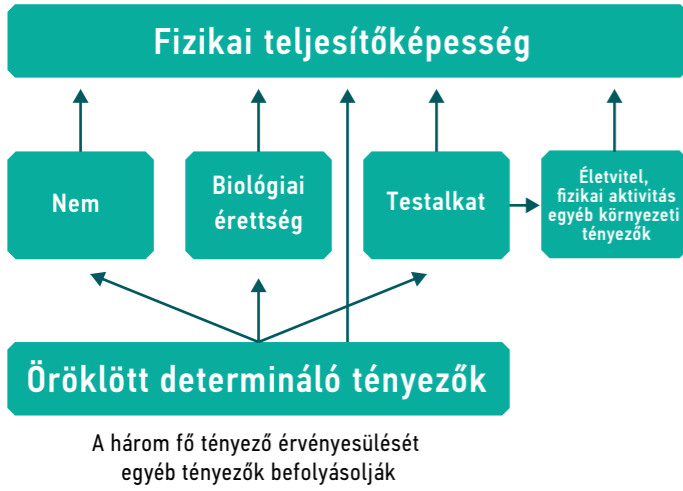 Fizikai teljesítőképesség
Nem
Biológiai
érettség
Testalkat
Életvitel,
fizikai aktivitás
egyéb környezeti
tényezők
Öröklött determináló tényezők
A három fő tényező érvényesülését
egyéb tényezők befolyásolják